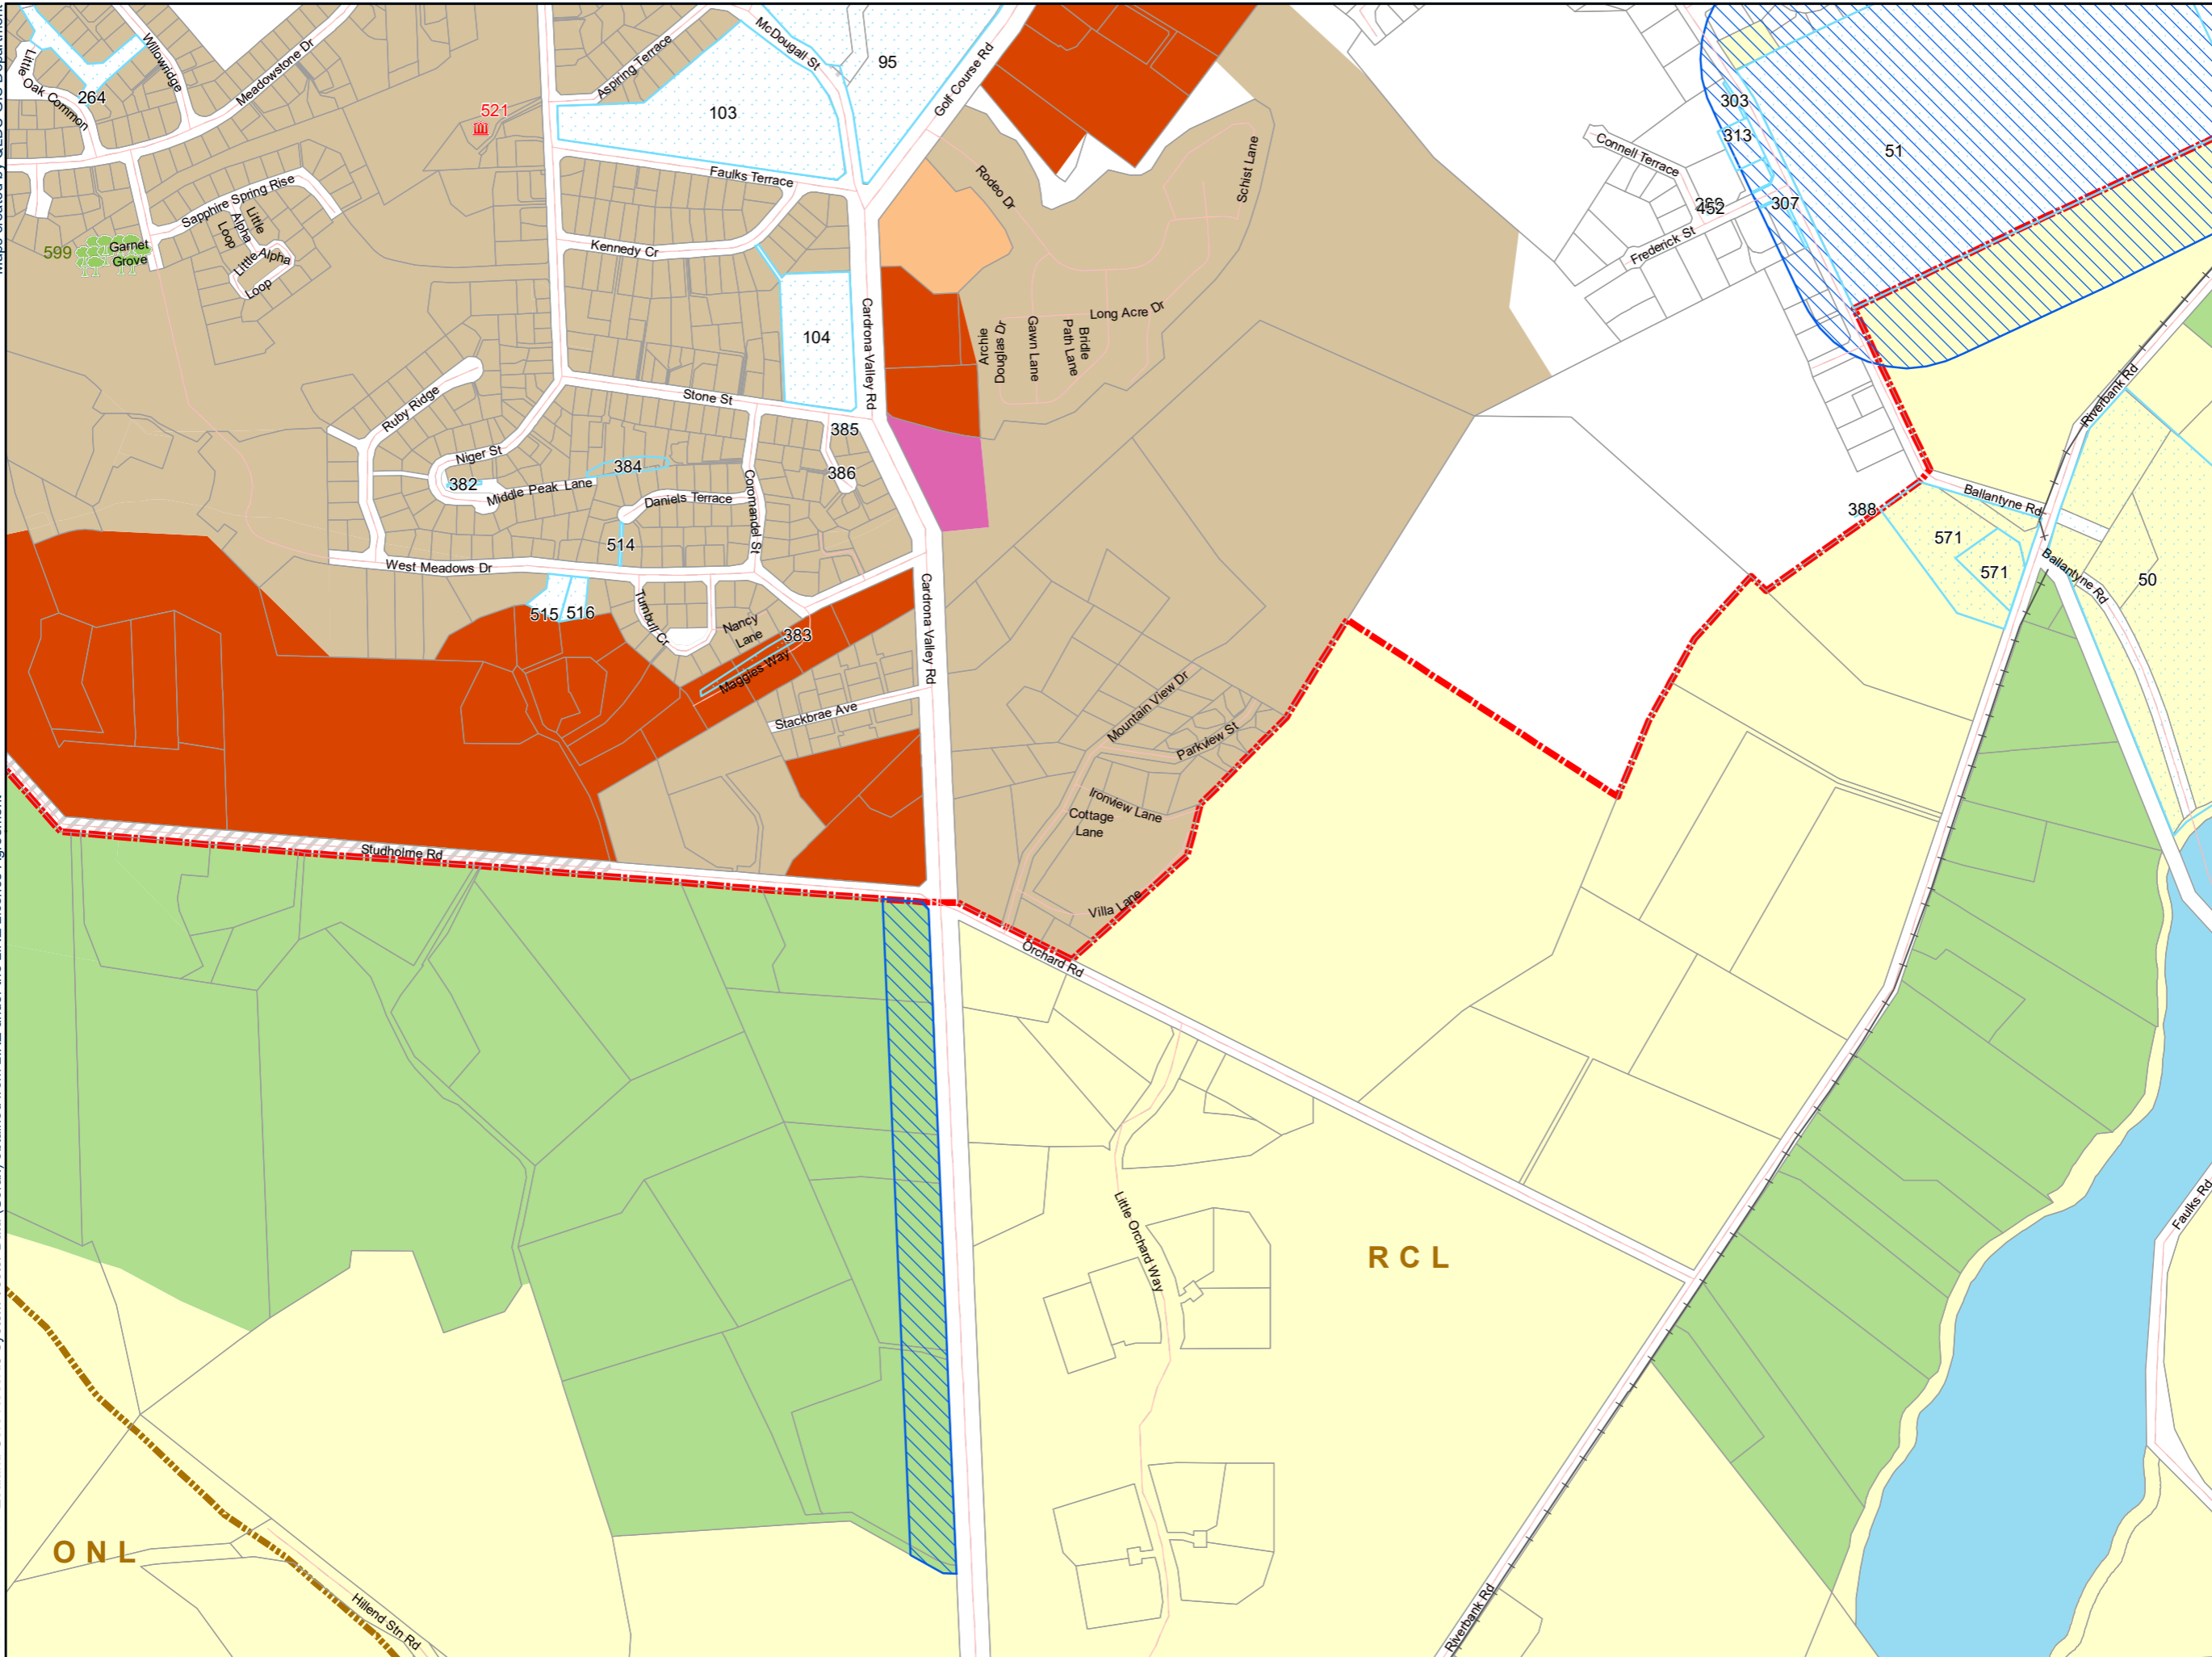 McDougall St
95
Golf Course Rd
Willowridge
Meadowstone Dr
Little
Oak Common
264
Aspiring Terrace
521
103
303
313
51
Connell Terrace
Faulks Terrace
Rodeo Dr
Schist Lane
Sapphire Spring Rise
452
307
Little
Alpha
Loop
Frederick St
Kennedy Cr
599
Garnet
Grove
Little Alpha
Loop
Cardrona Valley Rd
104
Archie
Douglas Dr
Gawn Lane
Bridle
Path Lane
Long Acre Dr
Riverbank Rd
Ruby Ridge
Stone St
385
Niger St
384
386
382
Middle Peak Lane
Daniels Terrace
Coromandel St
Ballantyne Rd
388
514
571
571
50
Ballantyne Rd
West Meadows Dr
515
516
Turnbull Cr
Nancy
Lane
383
Maggies Way
Cardrona Valley Rd
Stackbrae Ave
Mountain View Dr
Parkview St
Ironview Lane
Cottage
Lane
Studholme Rd
Villa Lane
Orchard Rd
Little Orchard Way
Faulks Rd
RCL
ONL
Hillend Stn Rd
Riverbank Rd